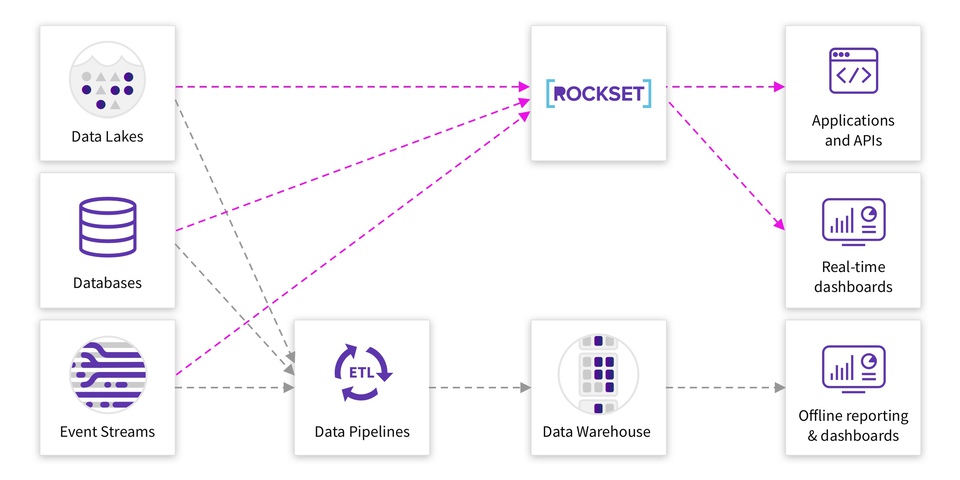 Data Lakes
[ROCKSET]
Applications
and APIs
Databases
Real-time
dashboards
Event Streams
ETL
Data Pipelines
Data Warehouse
Offline reporting
& dashboards